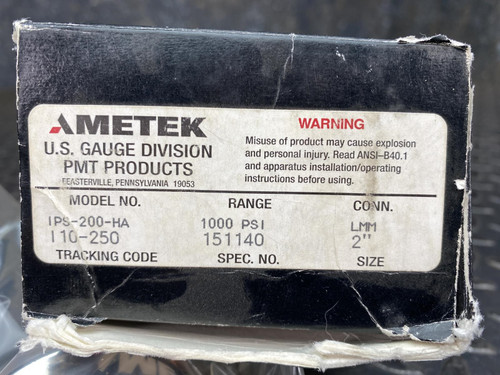 AMETEK
U.S. GAUGE DIVISION
PMT PRODUCTS
FEASTERVILLE, PENNSYLVANIA 19053
WARNING
Misuse of product may cause explosion
and personal injury. Read ANSI–B40.1
and apparatus installation/operating
instructions before using.
MODEL NO. RANGE CONN.
IPS-200-HA 1000 PSI LMM
I10-250 151140 2"
TRACKING CODE SPEC. NO. SIZE